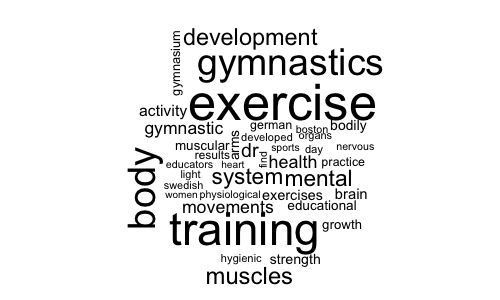 gymnasium
development
gymnastics
exercise
activity
gymnastic
german
boston
bodily
developed
organs
muscular
arms
dr
sports
day
nervous
results
find
health
practice
educators
heart
body
light
system
mental
swedish
women
physiological
exercises
brain
movements
educational
training
growth
hygienic
strength
muscles